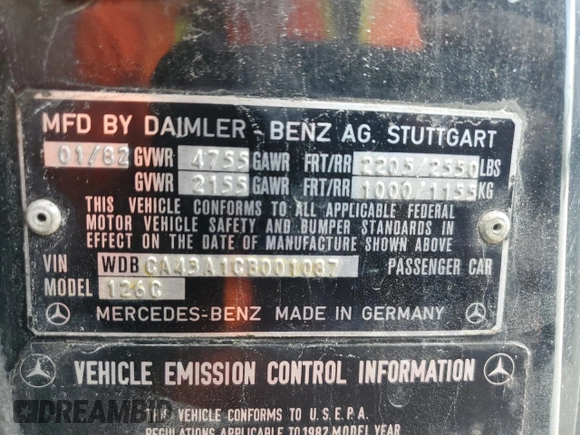 MFD BY DAIMLER-BENZ AG. STUTTGART
01/82 GVWR 4755 GAWR FRT/RR 2205/2550 LBS
GVWR 2155 GAWR FRT/RR 1000/1155 KG
THIS VEHICLE CONFORMS TO ALL APPLICABLE FEDERAL
MOTOR VEHICLE SAFETY AND BUMPER STANDARDS IN
EFFECT ON THE DATE OF MANUFACTURE SHOWN ABOVE
VIN WDBCA43A1CB001087 PASSENGER CAR
MODEL 126C
MERCEDES-BENZ MADE IN GERMANY
VEHICLE EMISSION CONTROL INFORMATION
THIS VEHICLE CONFORMS TO U.S.E.P.A.
REGULATIONS APPLICABLE TO 1982 MODEL YEAR
DREAMBID